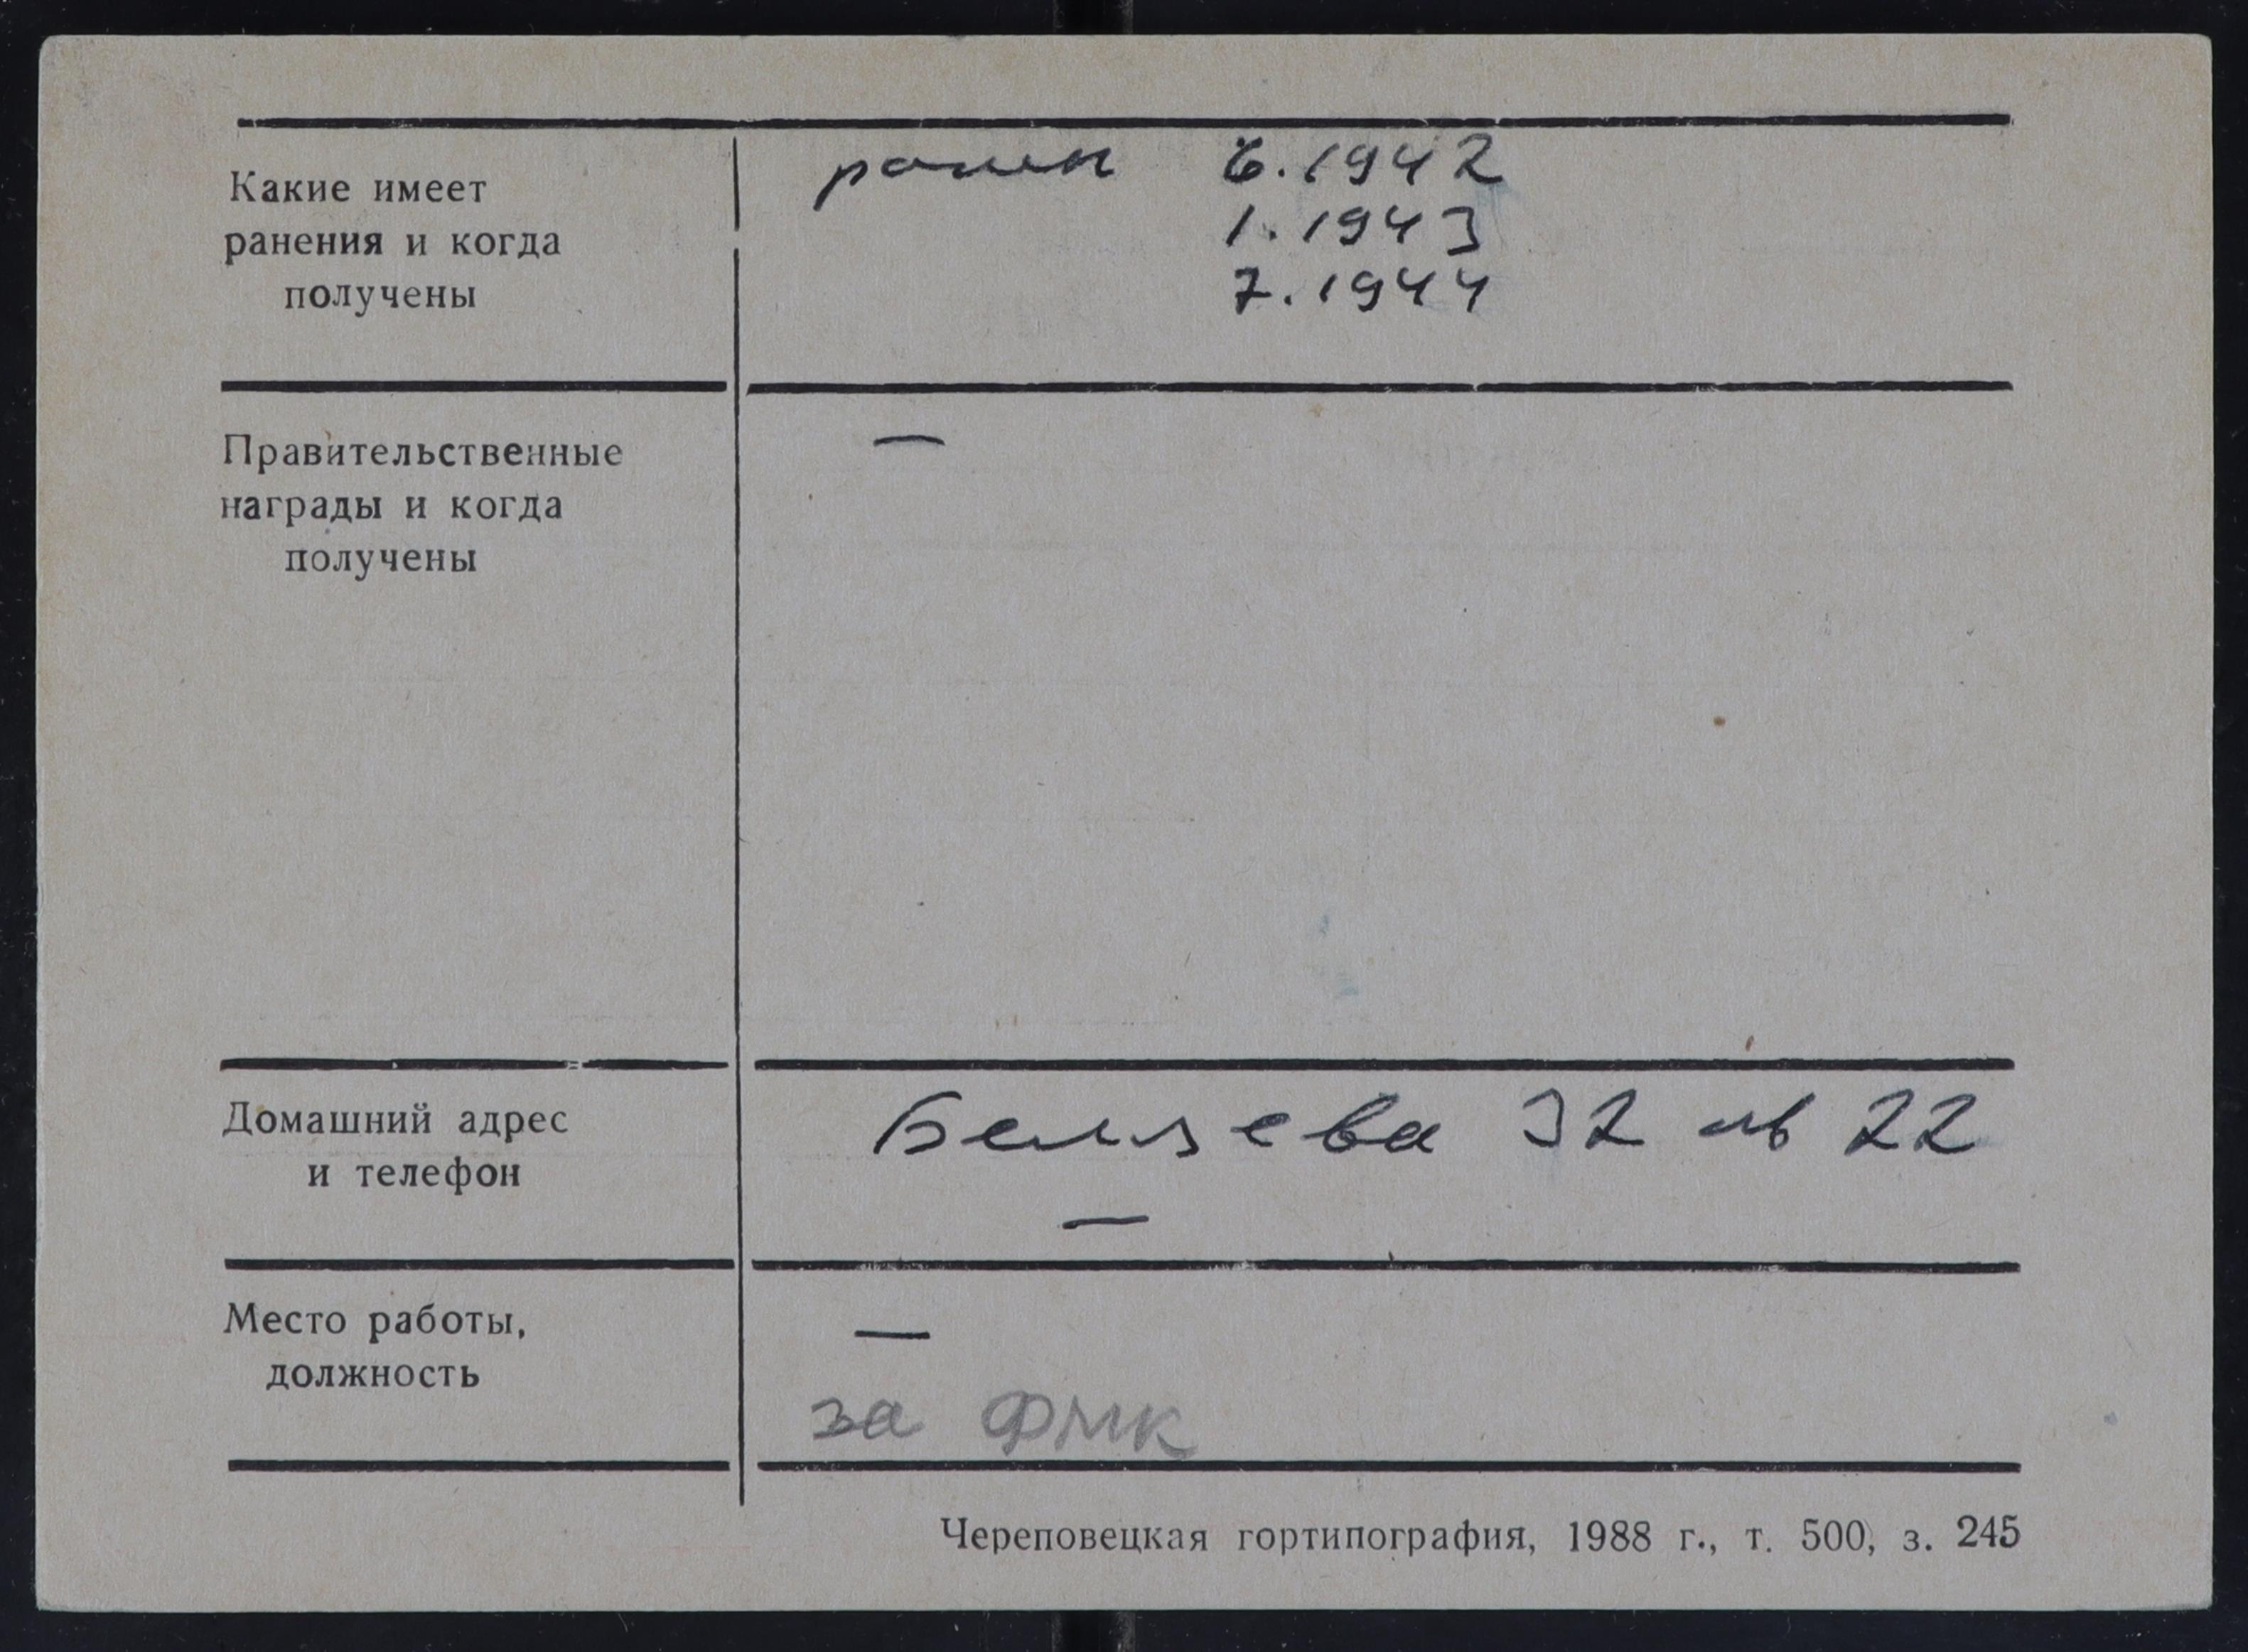 Какие имеет
ранения и когда
получены
ранен 6.1942
1.1943
7.1944
Правительственные
награды и когда
получены
—
Домашний адрес
и телефон
Беляева 32 кв 22
—
Место работы,
должность
—
за ФМК
Череповецкая гортипография, 1988 г., т. 500, з. 245